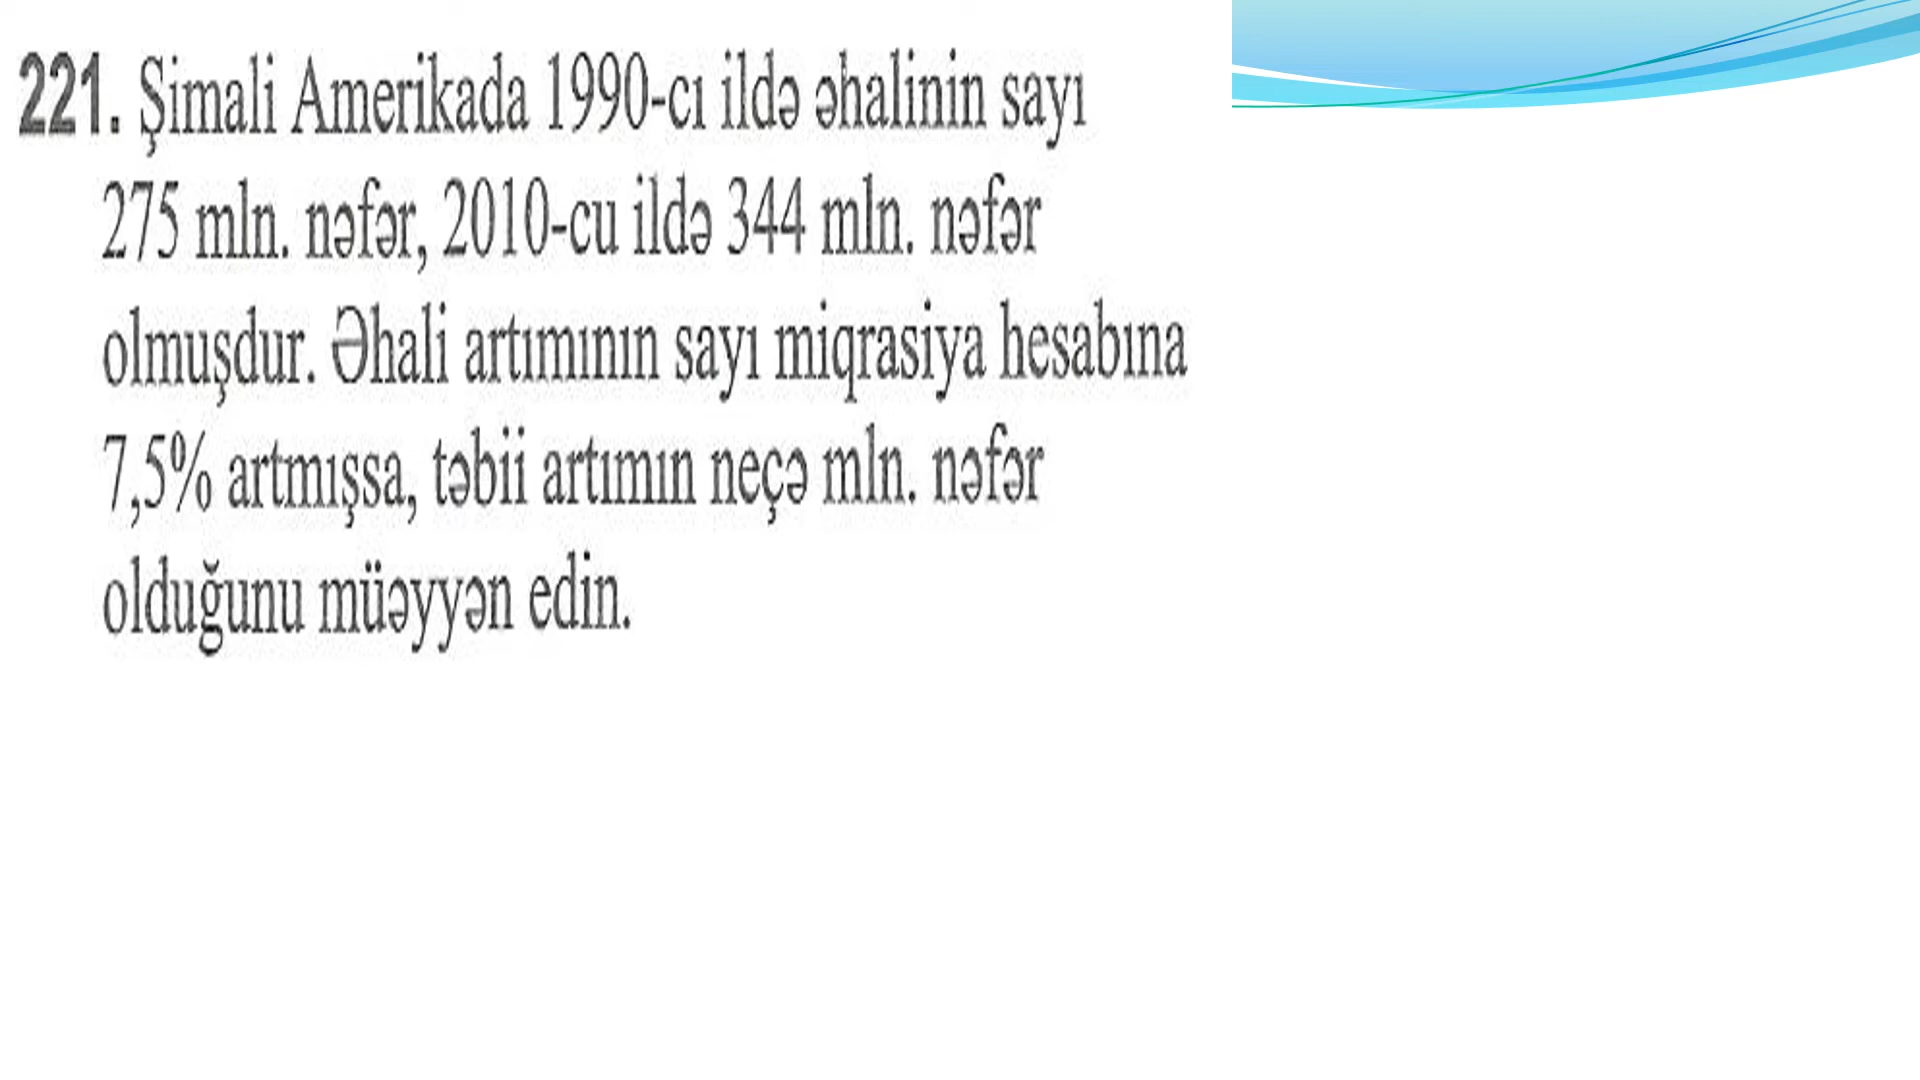 221. Şimali Amerikada 1990-cı ildə əhalinin sayı
275 mln. nəfər, 2010-cu ildə 344 mln. nəfər
olmuşdur. Əhali artımının sayı miqrasiya hesabına
7,5% artmışsa, təbii artımın neçə mln. nəfər
olduğunu müəyyən edin.